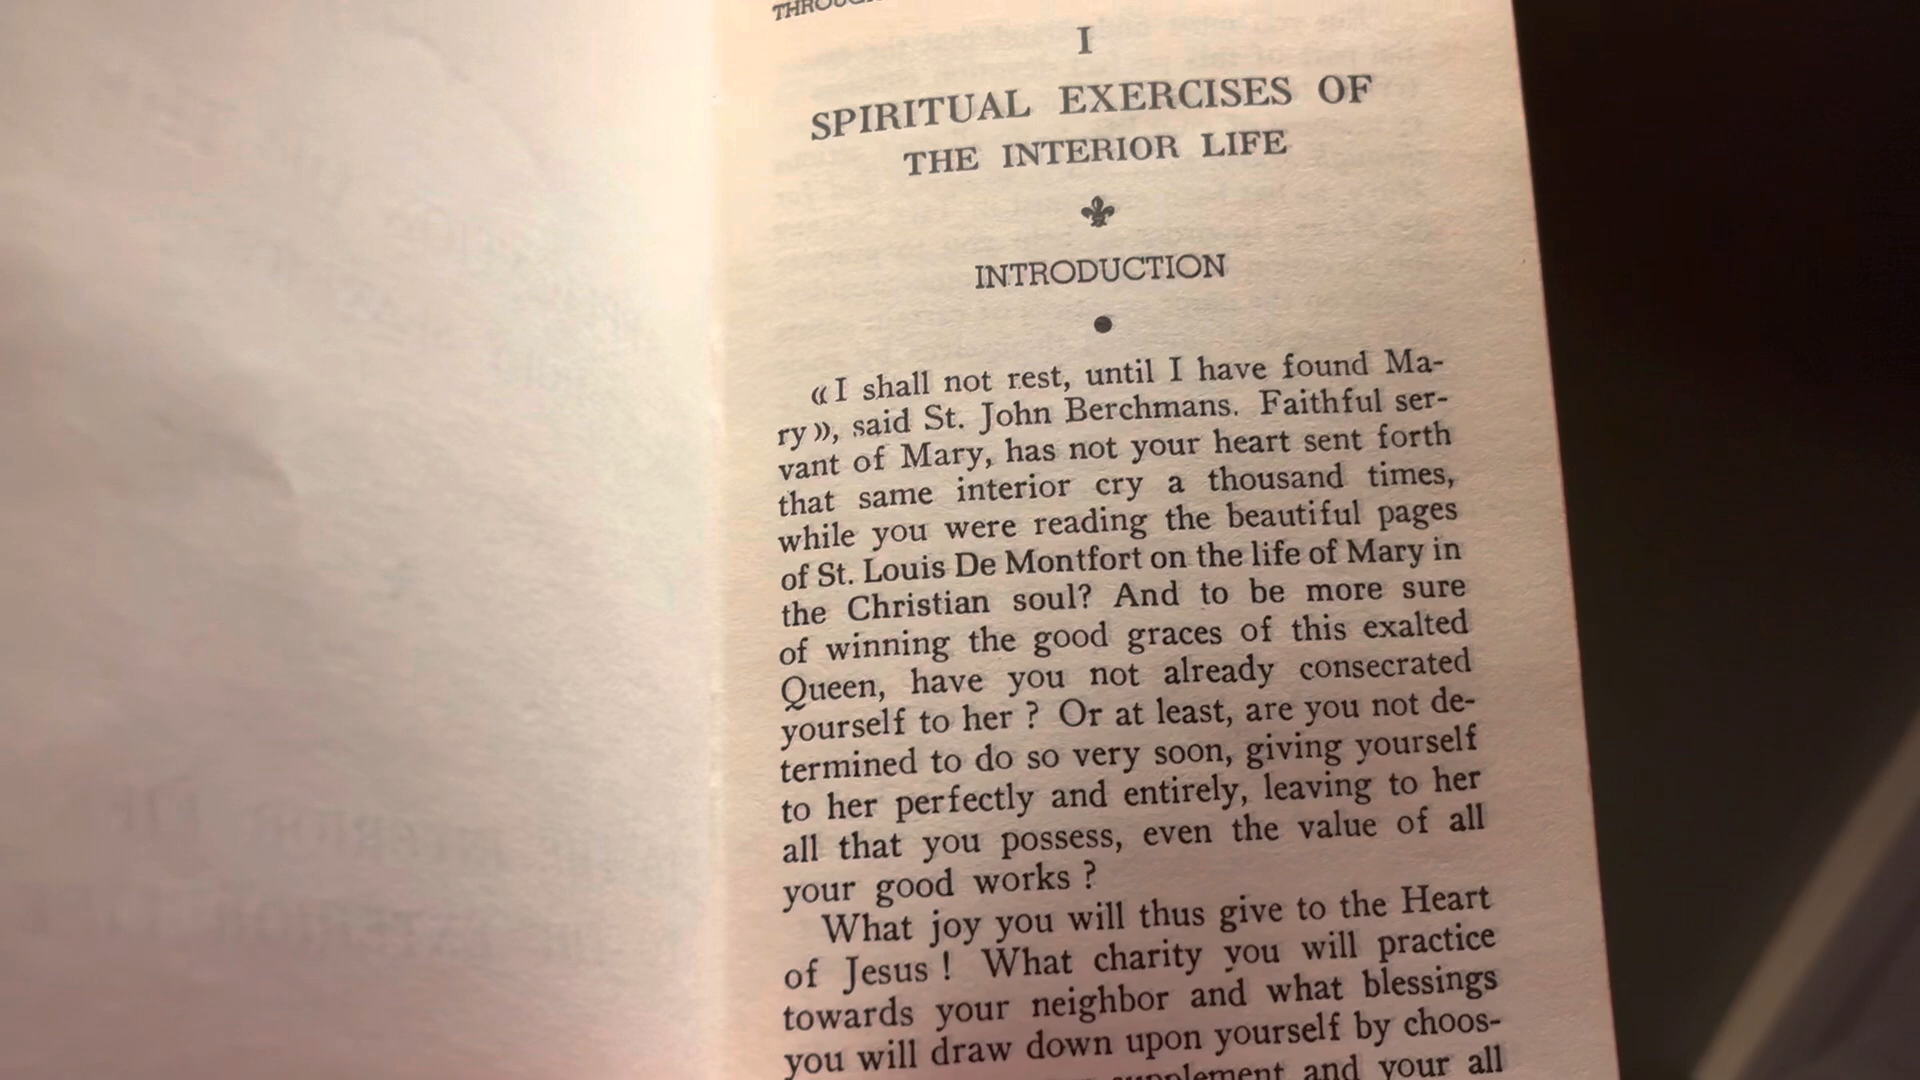 I
SPIRITUAL EXERCISES OF
THE INTERIOR LIFE
INTRODUCTION
«I shall not rest, until I have found Ma-
ry», said St. John Berchmans. Faithful ser-
vant of Mary, has not your heart sent forth
that same interior cry a thousand times,
while you were reading the beautiful pages
of St. Louis De Montfort on the life of Mary in
the Christian soul? And to be more sure
of winning the good graces of this exalted
Queen, have you not already consecrated
yourself to her ? Or at least, are you not de-
termined to do so very soon, giving yourself
to her perfectly and entirely, leaving to her
all that you possess, even the value of all
your good works ?
What joy you will thus give to the Heart
of Jesus ! What charity you will practice
towards your neighbor and what blessings
you will draw down upon yourself by choos-
supplement and your all